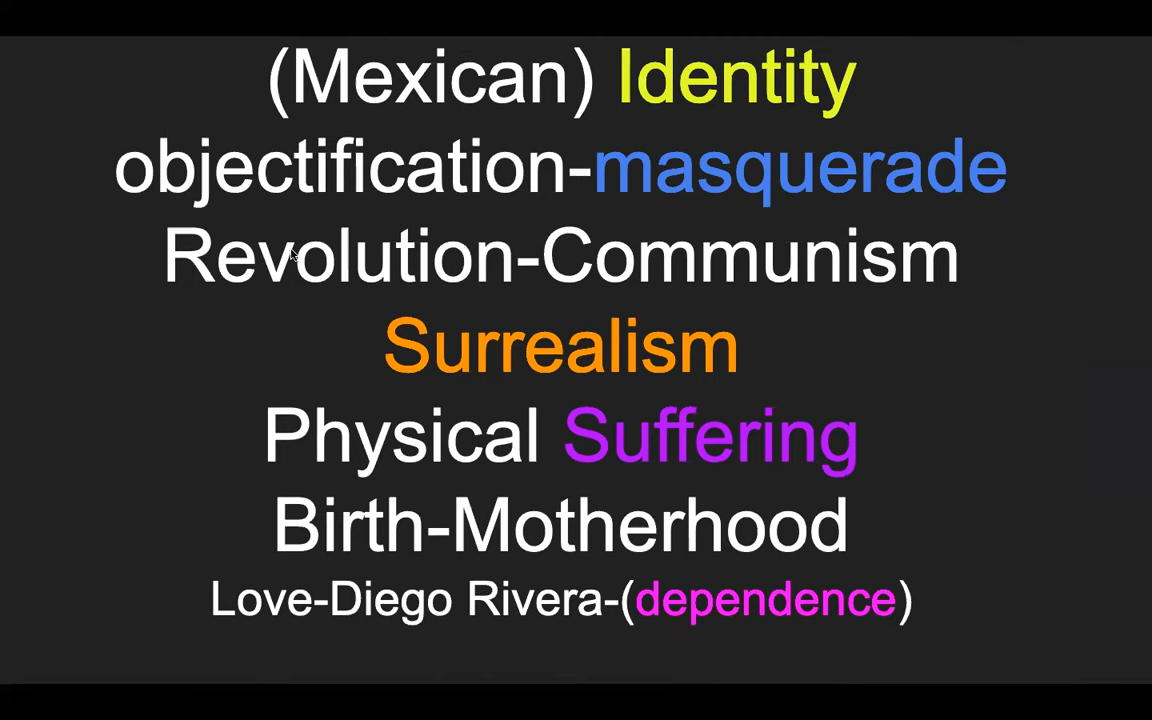 (Mexican) Identity
objectification-masquerade
Revolution-Communism
Surrealism
Physical Suffering
Birth-Motherhood
Love-Diego Rivera-(dependence)